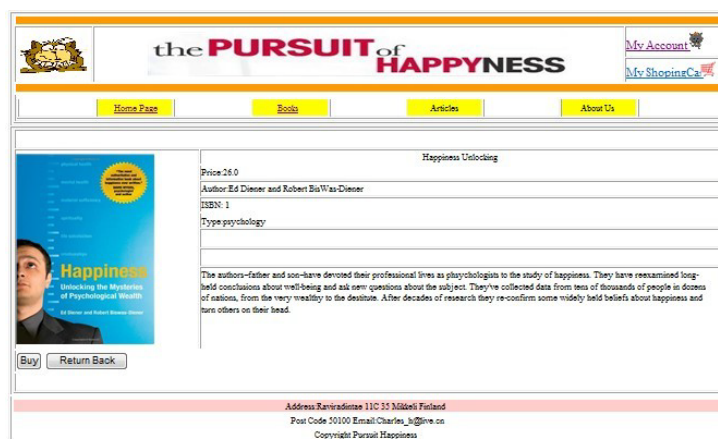 the PURSUIT of HAPPYNESS
My Account
My ShopingCa
Home Page
Books
Articles
About Us
Happiness Unlocking
Price:26.0
Author:Ed Diener and Robert BisWas-Diener
ISBN: 1
Type:psychology
Happiness
Unlocking the Mysteries
of Psychological Wealth
Ed Diener and Robert Biswas-Diener
The authors–father and son–have devoted their professional lives as phsychologists to the study of happiness. They have reexamined long-
held conclusions about well-being and ask new questions about the subject. They've collected data from tens of thousands of people in dozens
of nations, from the very wealthy to the destitute. After decades of research they re-confirm some widely held beliefs about happiness and
turn others on their head.
Buy
Return Back
Address:Raviradintae 11C 35 Mikkeli Finland
Post Code 50100 Email:Charles_h@live.cn
Copyright Pursuit Happiness